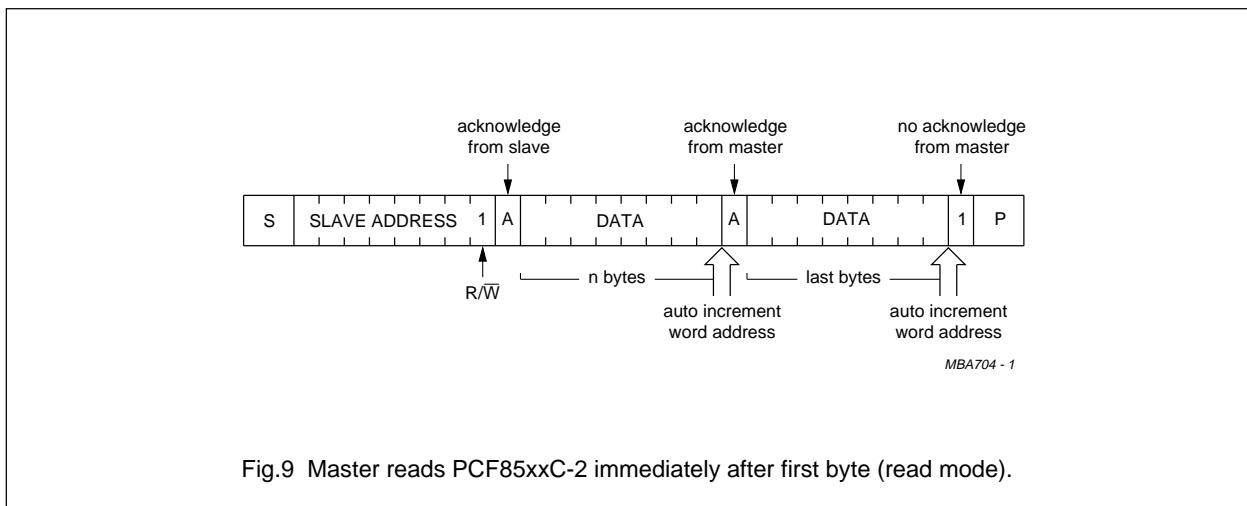 acknowledge
from slave
acknowledge
from master
no acknowledge
from master
S SLAVE ADDRESS 1 A DATA A DATA 1 P
R/W̅
n bytes
last bytes
auto increment
word address
auto increment
word address
MBA704 - 1
Fig.9 Master reads PCF85xxC-2 immediately after first byte (read mode).